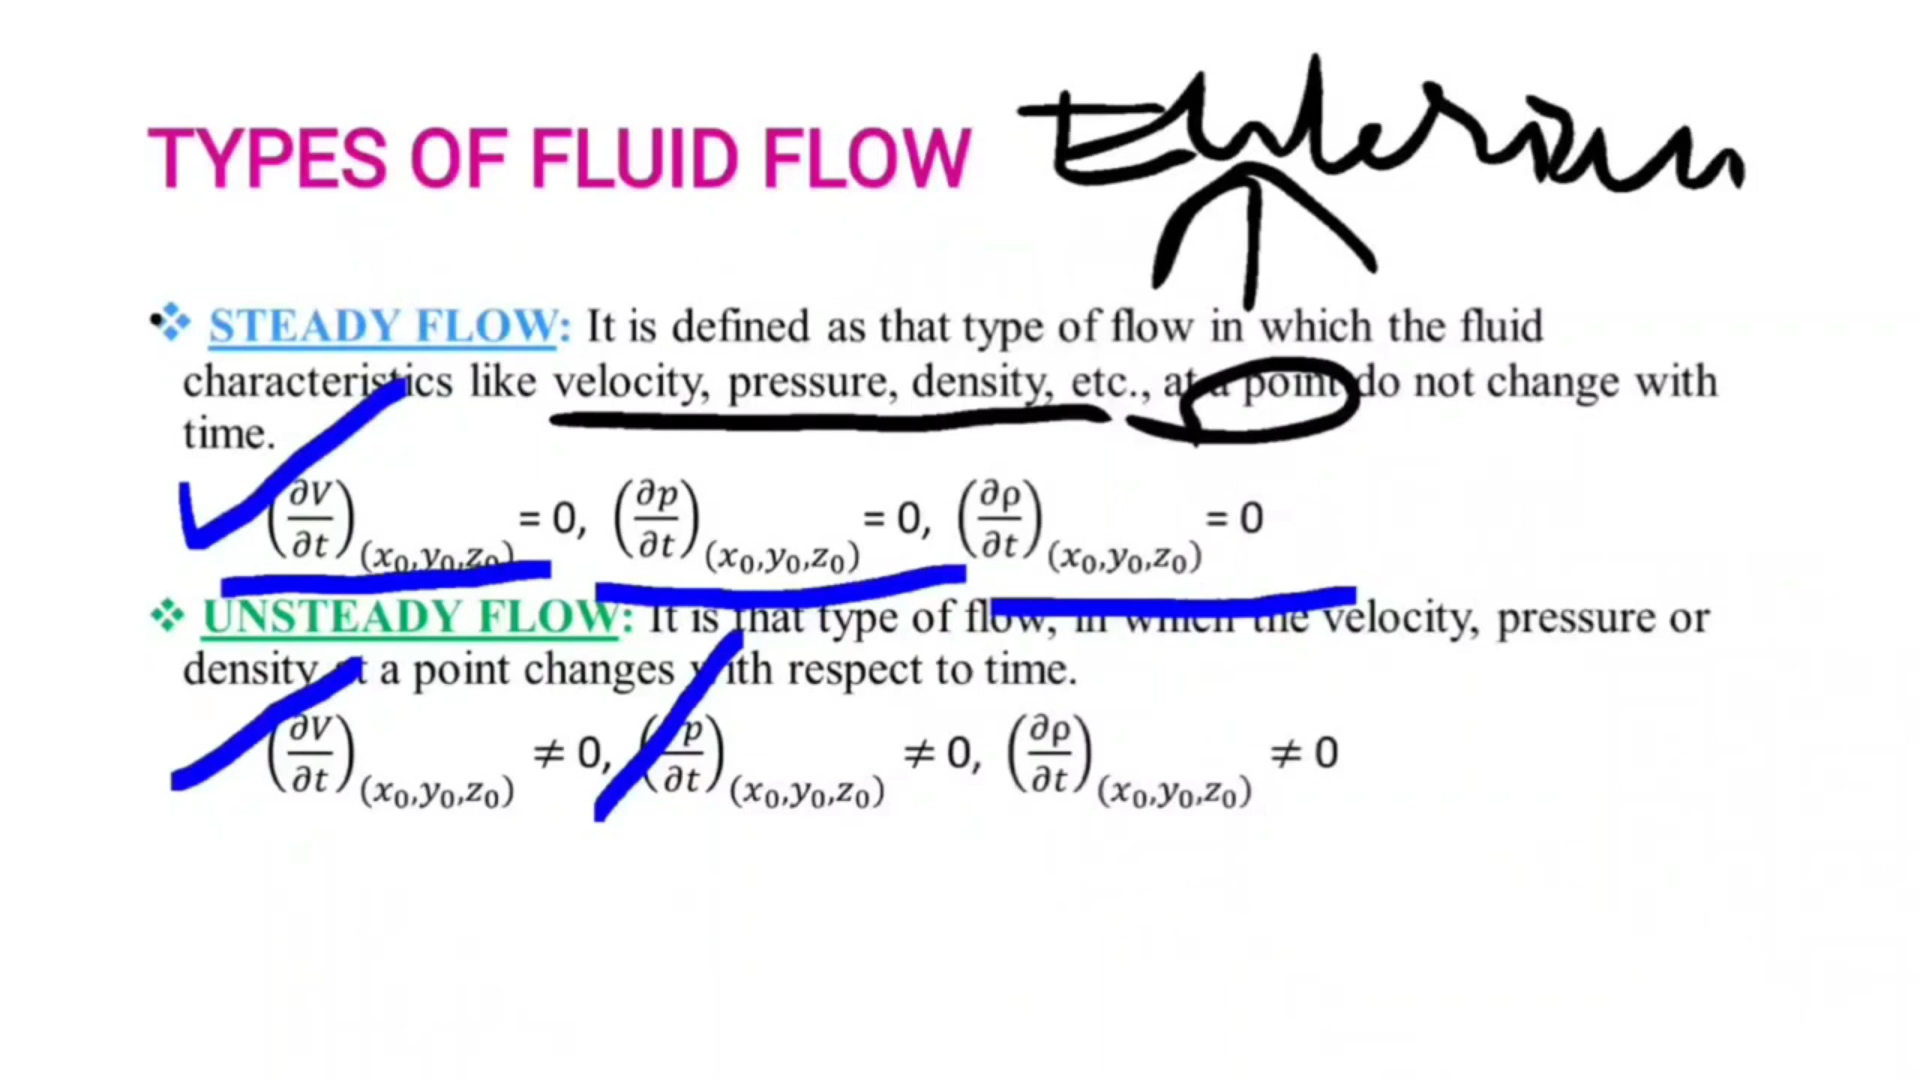 TYPES OF FLUID FLOW Eulerian
❖ STEADY FLOW: It is defined as that type of flow in which the fluid
characteristics like velocity, pressure, density, etc., at a point do not change with
time.
(∂V/∂t)(x₀,y₀,z₀) = 0, (∂p/∂t)(x₀,y₀,z₀) = 0, (∂ρ/∂t)(x₀,y₀,z₀) = 0
❖ UNSTEADY FLOW: It is that type of flow, in which the velocity, pressure or
density at a point changes with respect to time.
(∂V/∂t)(x₀,y₀,z₀) ≠ 0, (∂p/∂t)(x₀,y₀,z₀) ≠ 0, (∂ρ/∂t)(x₀,y₀,z₀) ≠ 0